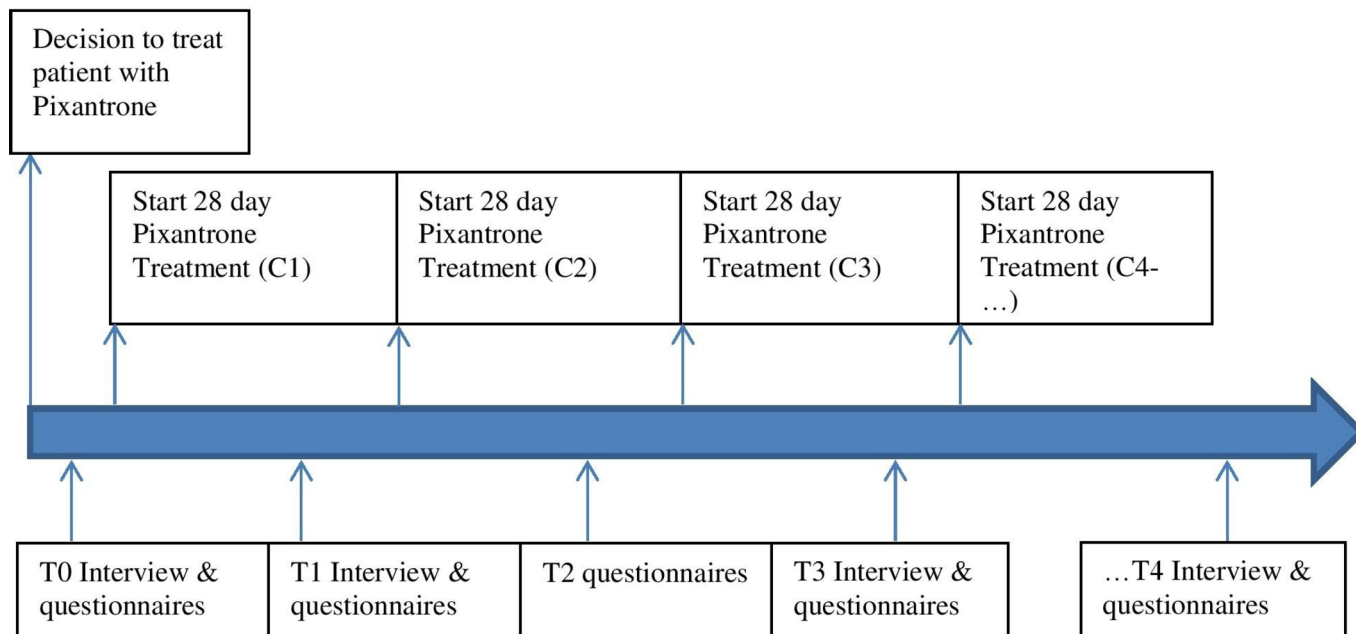 Decision to treat
patient with
Pixantrone
Start 28 day
Pixantrone
Treatment (C1)
Start 28 day
Pixantrone
Treatment (C2)
Start 28 day
Pixantrone
Treatment (C3)
Start 28 day
Pixantrone
Treatment (C4-
…)
T0 Interview &
questionnaires
T1 Interview &
questionnaires
T2 questionnaires
T3 Interview &
questionnaires
…T4 Interview &
questionnaires